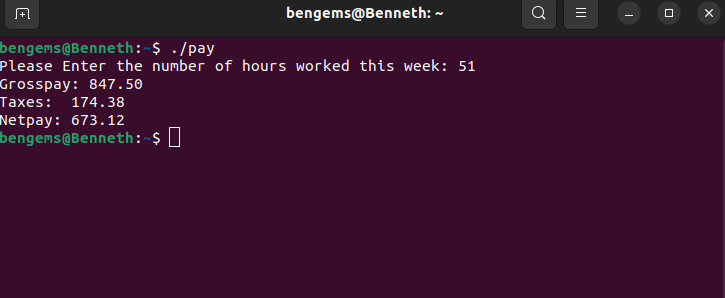 bengems@Benneth: ~
bengems@Benneth:~$ ./pay
Please Enter the number of hours worked this week: 51
Grosspay: 847.50
Taxes:  174.38
Netpay: 673.12
bengems@Benneth:~$